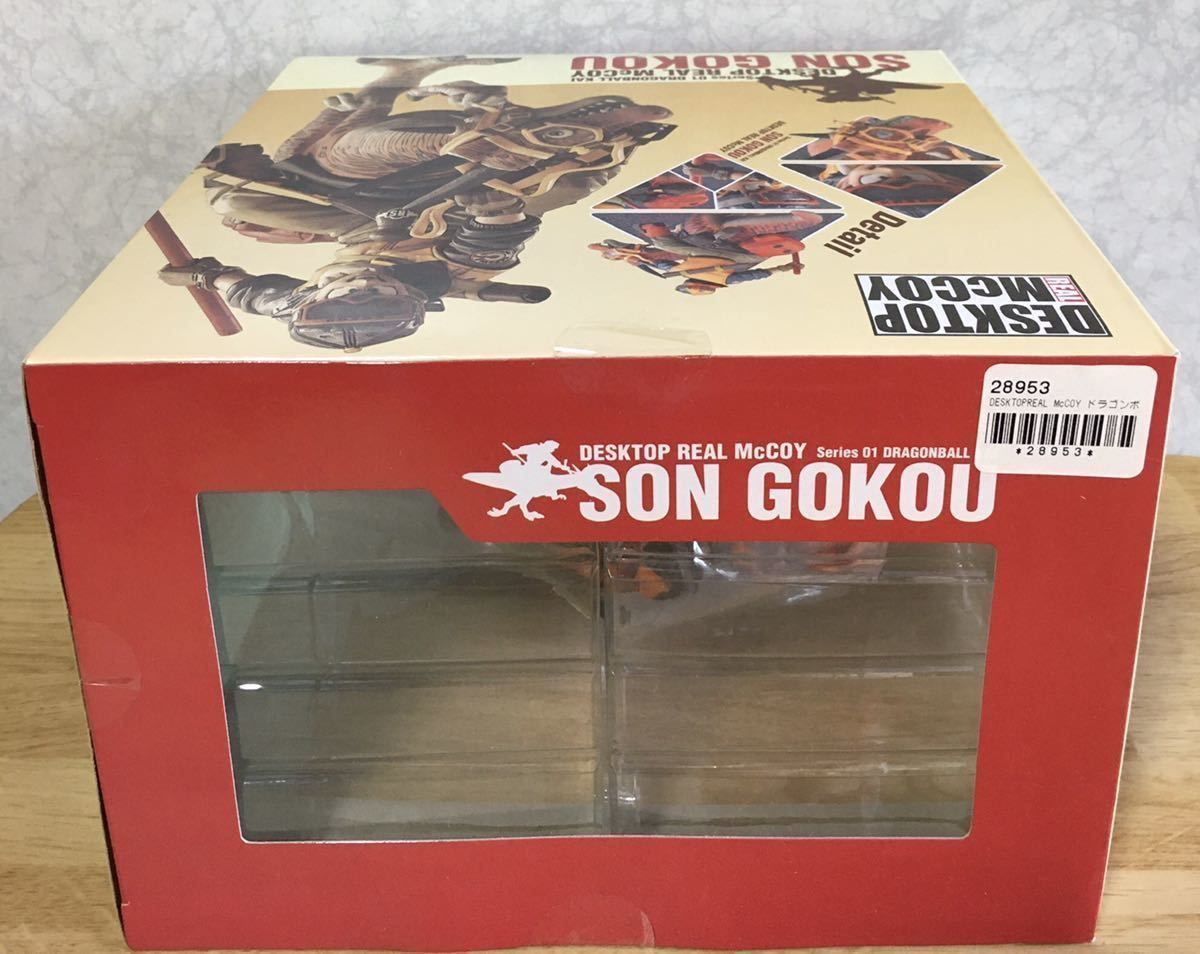 SON GOKOU
DESKTOP REAL McCOY
Series 01 DRAGONBALL KAI
SON GOKOU
DESKTOP REAL McCOY
Detail
DESKTOP
REAL
McCOY
28953
DESKTOPREAL McCOY ドラゴンボ
*28953*
DESKTOP REAL McCOY Series 01 DRAGONBALL
SON GOKOU